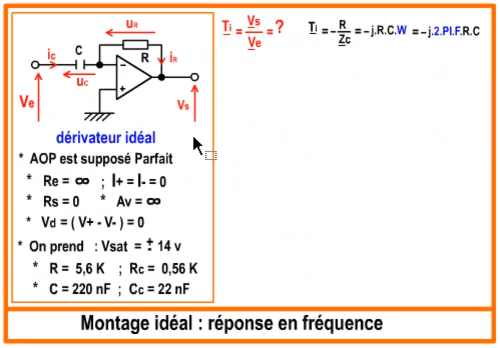 uR
iC C R iR
uC
Ve Vs
dérivateur idéal
* AOP est supposé Parfait
* Re = ∞ ; I+ = I- = 0
* Rs = 0 * Av = ∞
* Vd = ( V+ - V- ) = 0
* On prend : Vsat = ± 14 v
* R = 5,6 K ; Rc = 0,56 K
* C = 220 nF ; Cc = 22 nF
Ti = Vs / Ve = ?
Ti = - R / Zc = - j.R.C.W = - j.2.PI.F.R.C
Montage idéal : réponse en fréquence